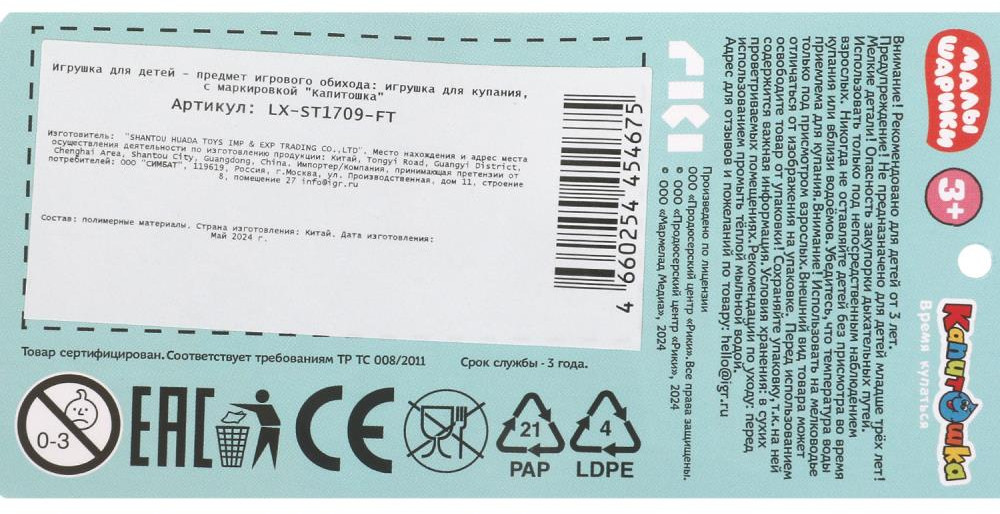 Игрушка для детей – предмет игрового обихода: игрушка для купания,
с маркировкой "капитошка"
Артикул: LX-ST1709-FT
Изготовитель: "SHANTOU HUADA TOYS IMP & EXP TRADING CO.,LTD". Место нахождения и адрес места
осуществления деятельности по изготовлению продукции: Китай, Tongyi Road, Guangyi District,
Chenghai Area, Shantou City, Guangdong, China. Импортер/Компания, принимающая претензии от
потребителей: ООО "СИМБАТ", 119619, Россия, г.Москва, ул. Производственная, дом 11, строение
8, помещение 27 info@igr.ru
Состав: полимерные материалы. Страна изготовления: Китай. Дата изготовления:
Май 2024 г.
4 660254 454675
Товар сертифицирован. Соответствует требованиям ТР ТС 008/2011
Срок службы - 3 года.
0-3
EAC
CE
21
PAP
4
LDPE
РИКИ
Произведено по лицензии
© ООО «Продюсерский центр «Рики». Все права защищены.
© ООО «Продюсерский центр «Рики», 2024
© ООО «Мармелад Медиа», 2024
МАЛЫШАРИКИ
3+
Капитошка
Время купаться
Внимание! Рекомендовано для детей от 3 лет.
Предупреждение! Не предназначено для детей младше трёх лет!
Мелкие детали! Опасность закупорки дыхательных путей.
Использовать только под непосредственным наблюдением
взрослых. Никогда не оставляйте детей без присмотра во время
купания или вблизи водоёмов. Убедитесь, что температура воды
приемлема для купания. Внимание! Использовать на мелководье
только под присмотром взрослых. Внешний вид товара может
отличаться от изображения на упаковке. Перед использованием
освободите товар от упаковки! Сохраняйте упаковку, т.к. на ней
содержится важная информация. Условия хранения: в сухих
проветриваемых помещениях. Рекомендации по уходу: перед
использованием промыть тёплой мыльной водой.
Адрес для отзывов и пожеланий по товару: hello@igr.ru